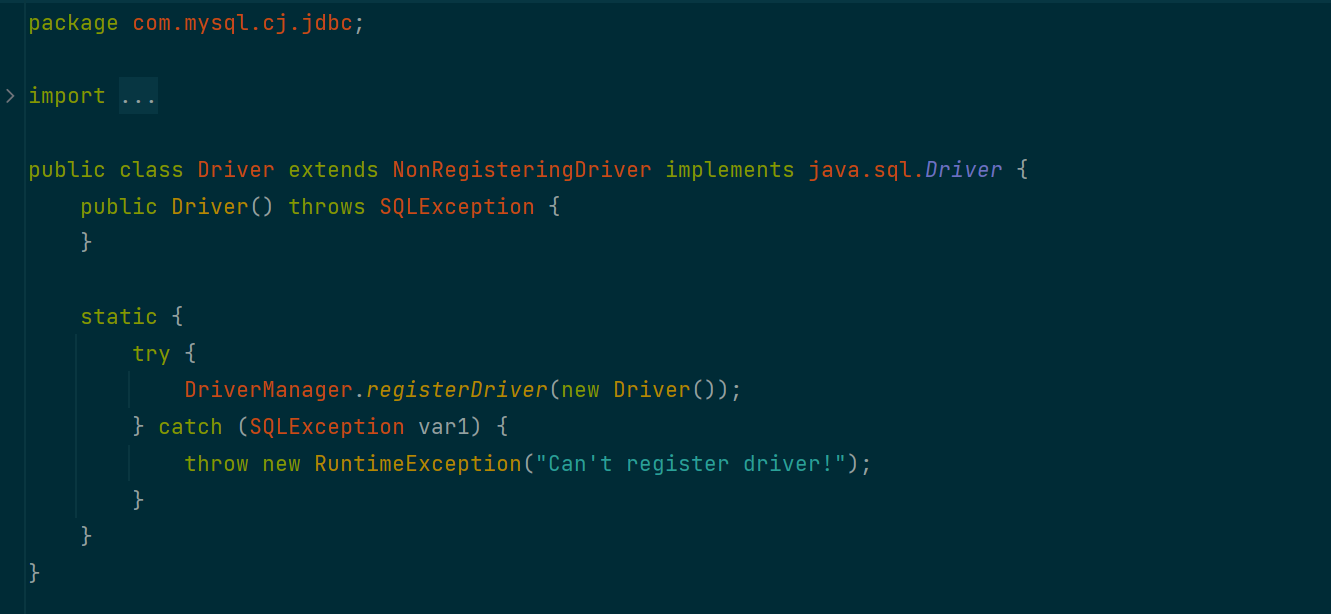 package com.mysql.cj.jdbc;
import ...
public class Driver extends NonRegisteringDriver implements java.sql.Driver {
    public Driver() throws SQLException {
    }
    static {
        try {
            DriverManager.registerDriver(new Driver());
        } catch (SQLException var1) {
            throw new RuntimeException("Can't register driver!");
        }
    }
}